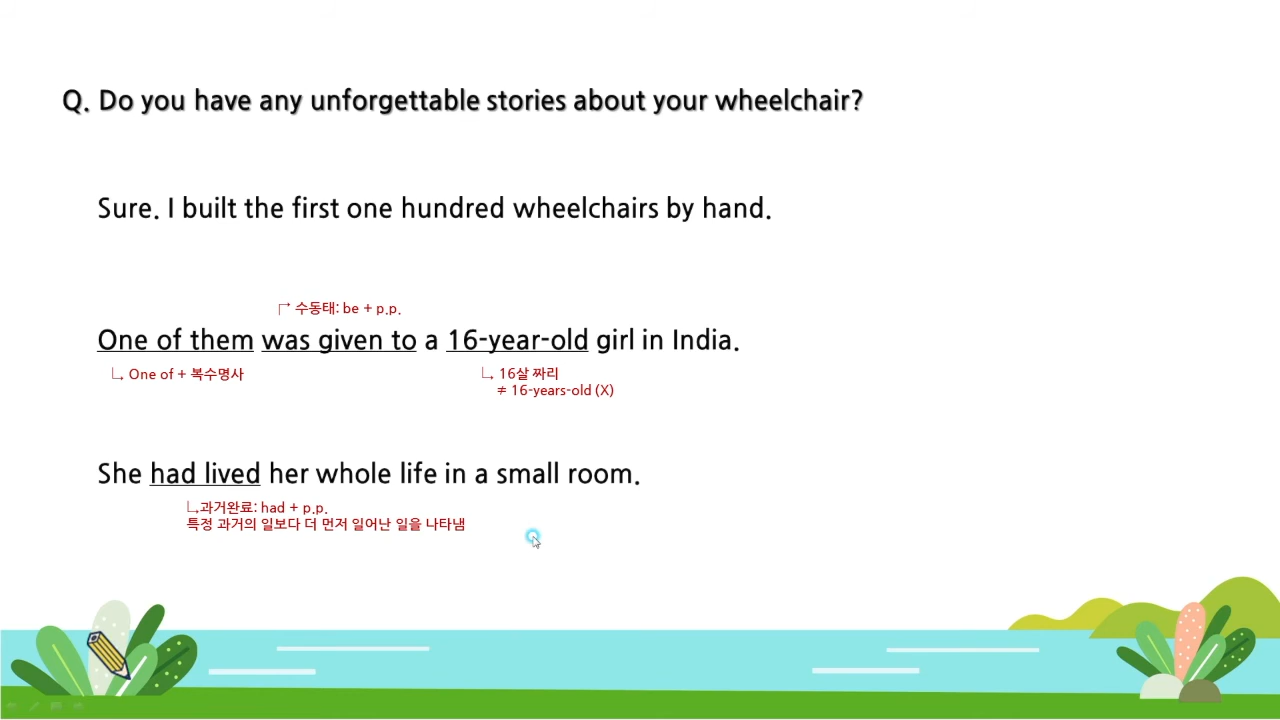 Q. Do you have any unforgettable stories about your wheelchair?
Sure. I built the first one hundred wheelchairs by hand.
┌→ 수동태: be + p.p.
One of them was given to a 16-year-old girl in India.
└→ One of + 복수명사
└→ 16살 짜리
≠ 16-years-old (X)
She had lived her whole life in a small room.
└→과거완료: had + p.p.
특정 과거의 일보다 더 먼저 일어난 일을 나타냄